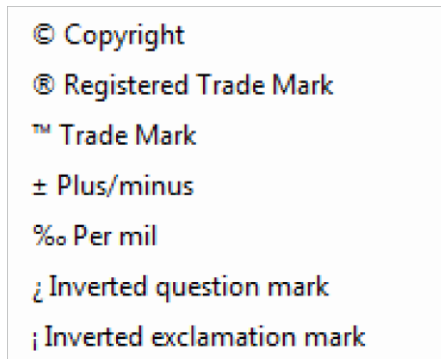 © Copyright
® Registered Trade Mark
™ Trade Mark
± Plus/minus
‰ Per mil
¿ Inverted question mark
¡ Inverted exclamation mark